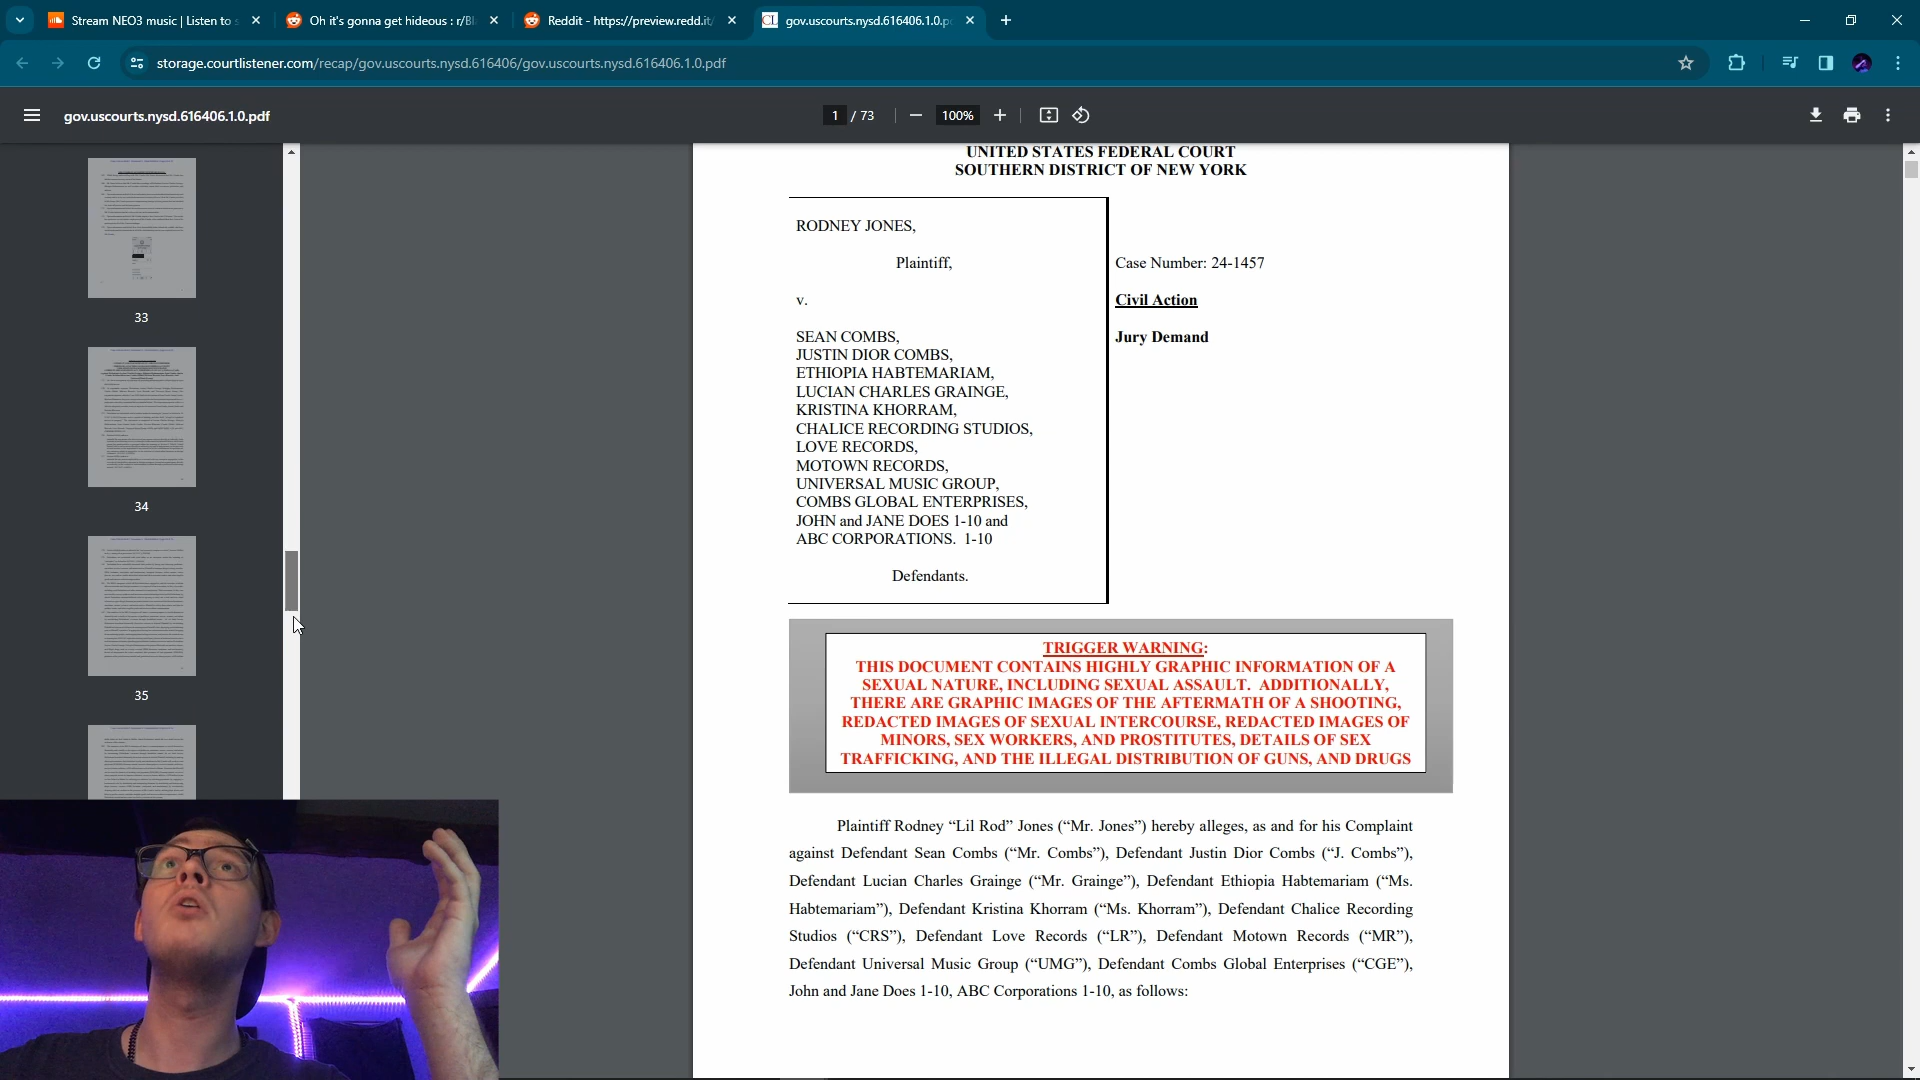 Stream NEO3 music | Listen to s
Oh it's gonna get hideous : r/Bl
Reddit - https://preview.redd.it/
gov.uscourts.nysd.616406.1.0.p
storage.courtlistener.com/recap/gov.uscourts.nysd.616406/gov.uscourts.nysd.616406.1.0.pdf
gov.uscourts.nysd.616406.1.0.pdf
1 / 73
100%
33
34
35
UNITED STATES FEDERAL COURT
SOUTHERN DISTRICT OF NEW YORK
RODNEY JONES,
Plaintiff,
v.
SEAN COMBS,
JUSTIN DIOR COMBS,
ETHIOPIA HABTEMARIAM,
LUCIAN CHARLES GRAINGE,
KRISTINA KHORRAM,
CHALICE RECORDING STUDIOS,
LOVE RECORDS,
MOTOWN RECORDS,
UNIVERSAL MUSIC GROUP,
COMBS GLOBAL ENTERPRISES,
JOHN and JANE DOES 1-10 and
ABC CORPORATIONS. 1-10
Defendants.
Case Number: 24-1457
Civil Action
Jury Demand
TRIGGER WARNING:
THIS DOCUMENT CONTAINS HIGHLY GRAPHIC INFORMATION OF A
SEXUAL NATURE, INCLUDING SEXUAL ASSAULT. ADDITIONALLY,
THERE ARE GRAPHIC IMAGES OF THE AFTERMATH OF A SHOOTING,
REDACTED IMAGES OF SEXUAL INTERCOURSE, REDACTED IMAGES OF
MINORS, SEX WORKERS, AND PROSTITUTES, DETAILS OF SEX
TRAFFICKING, AND THE ILLEGAL DISTRIBUTION OF GUNS, AND DRUGS
Plaintiff Rodney “Lil Rod” Jones (“Mr. Jones”) hereby alleges, as and for his Complaint
against Defendant Sean Combs (“Mr. Combs”), Defendant Justin Dior Combs (“J. Combs”),
Defendant Lucian Charles Grainge (“Mr. Grainge”), Defendant Ethiopia Habtemariam (“Ms.
Habtemariam”), Defendant Kristina Khorram (“Ms. Khorram”), Defendant Chalice Recording
Studios (“CRS”), Defendant Love Records (“LR”), Defendant Motown Records (“MR”),
Defendant Universal Music Group (“UMG”), Defendant Combs Global Enterprises (“CGE”),
John and Jane Does 1-10, ABC Corporations 1-10, as follows: